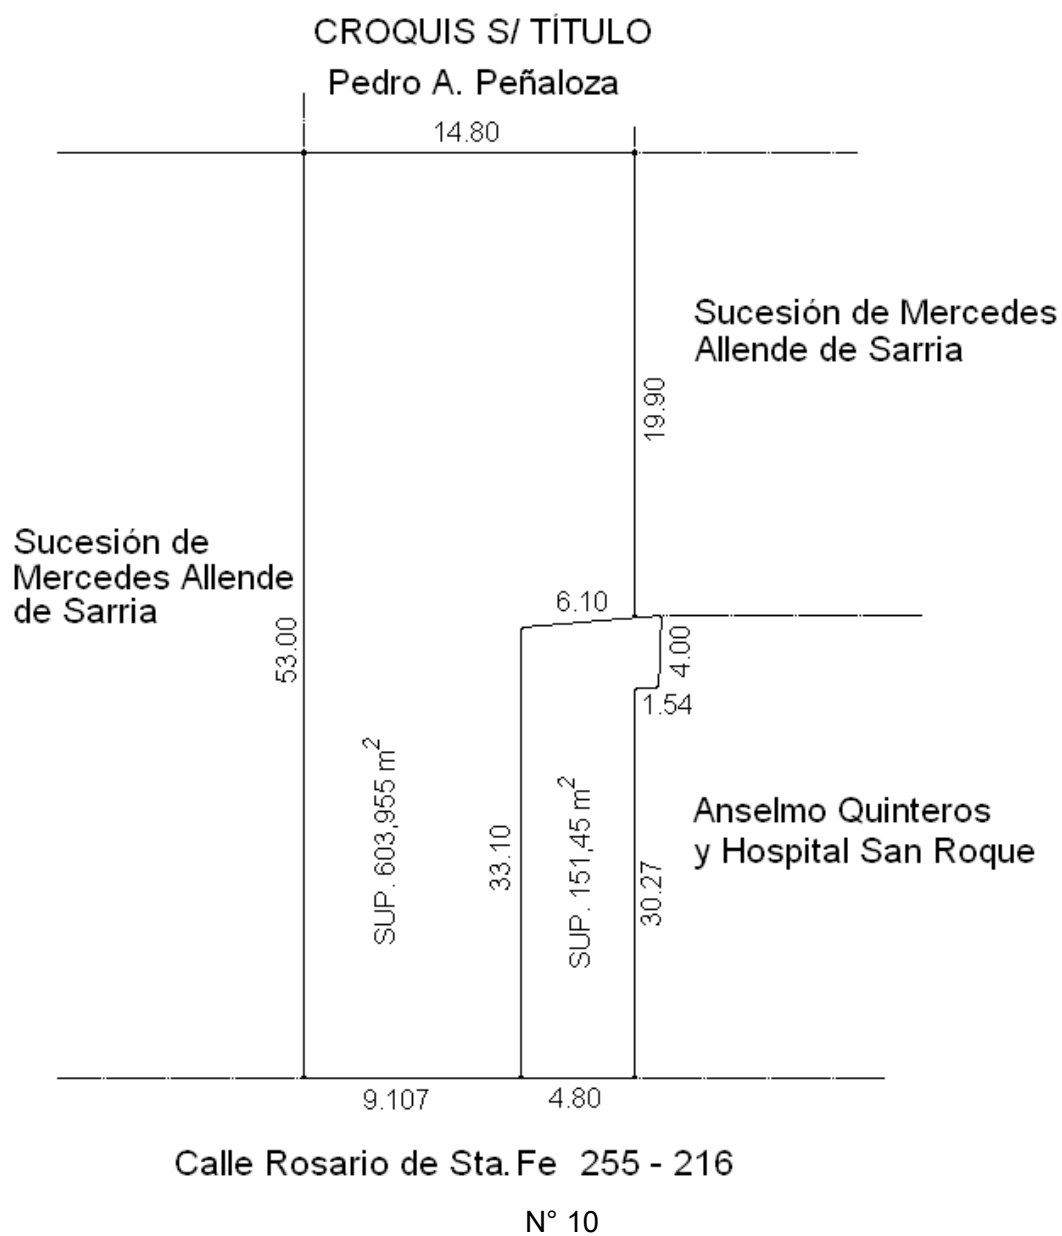 CROQUIS S/ TÍTULO
Pedro A. Peñaloza
14.80
Sucesión de Mercedes
Allende de Sarria
19.90
Sucesión de
Mercedes Allende
de Sarria
53.00
6.10
4.00
1.54
SUP. 603,955 m²
33.10
SUP. 151,45 m²
30.27
Anselmo Quinteros
y Hospital San Roque
9.107
4.80
Calle Rosario de Sta.Fe 255 - 216
N° 10